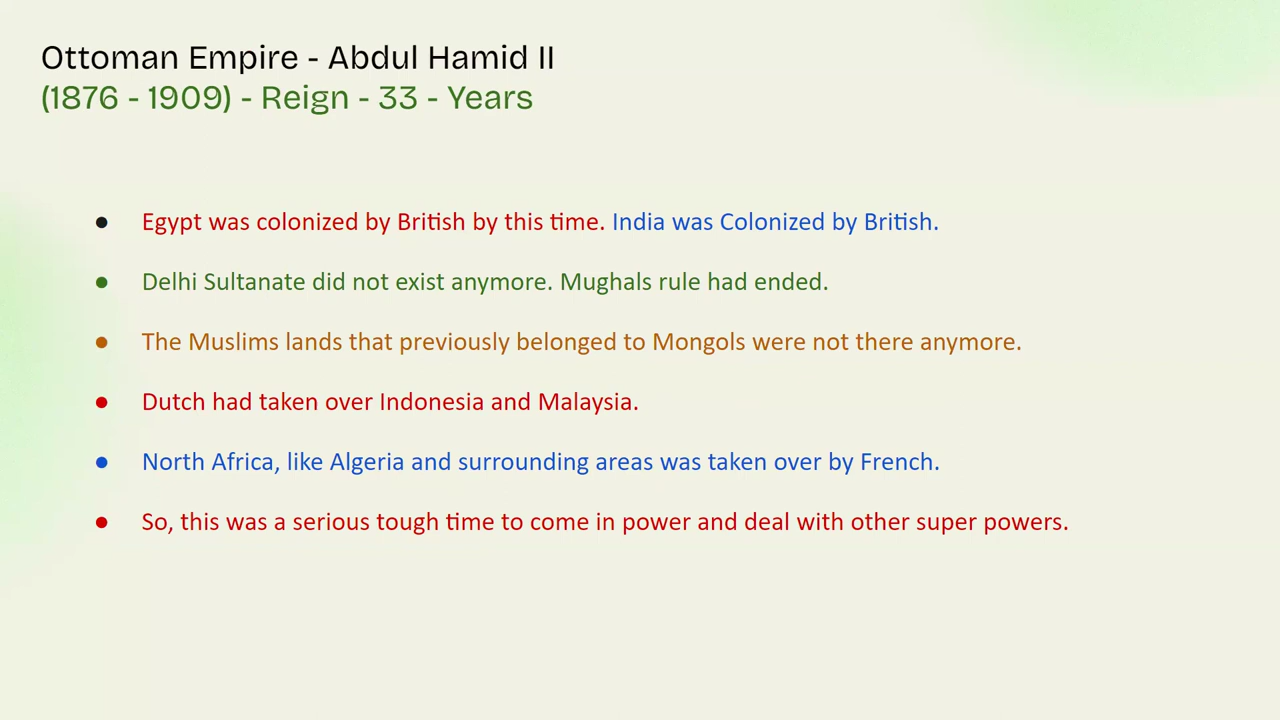 Ottoman Empire - Abdul Hamid II
(1876 - 1909) - Reign - 33 - Years
● Egypt was colonized by British by this time. India was Colonized by British.
● Delhi Sultanate did not exist anymore. Mughals rule had ended.
● The Muslims lands that previously belonged to Mongols were not there anymore.
● Dutch had taken over Indonesia and Malaysia.
● North Africa, like Algeria and surrounding areas was taken over by French.
● So, this was a serious tough time to come in power and deal with other super powers.